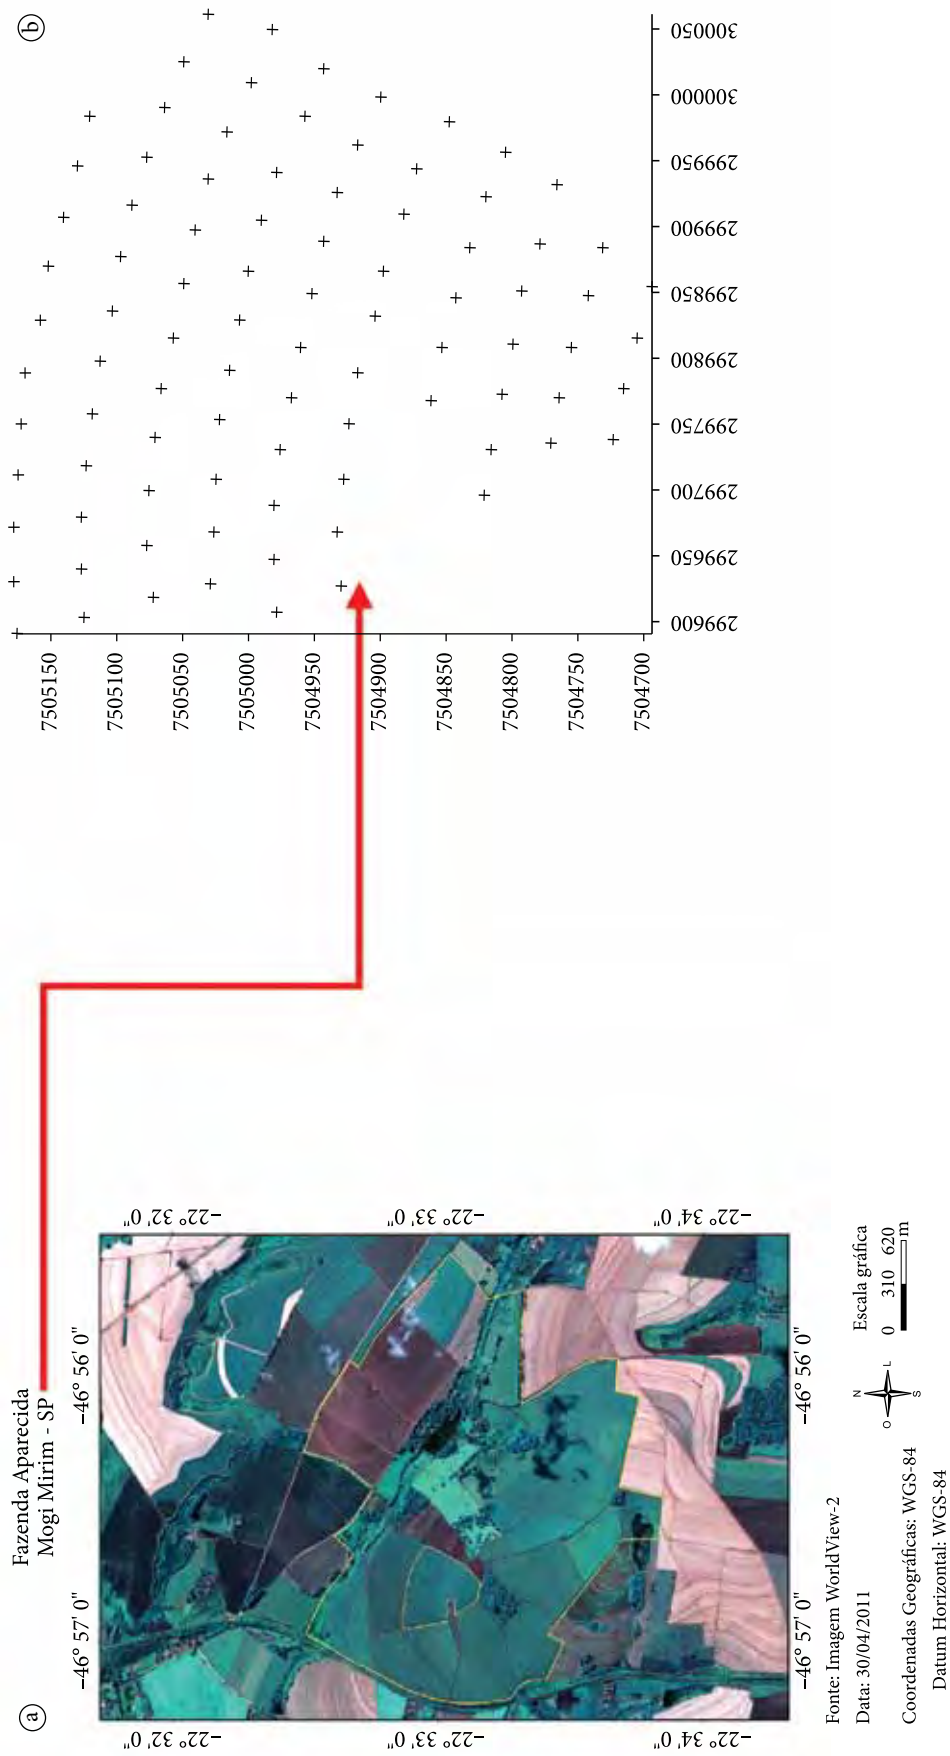 a
Fazenda Aparecida
Mogi Mirim - SP
−46° 57' 0"
−46° 56' 0"
−22° 32' 0"
−22° 32' 0"
−22° 33' 0"
−22° 33' 0"
−22° 34' 0"
−22° 34' 0"
−46° 57' 0"
−46° 56' 0"
Fonte: Imagem WorldView-2
Data: 30/04/2011
Coordenadas Geográficas: WGS-84
Datum Horizontal: WGS-84
N
O
L
S
Escala gráfica
0 310 620
m
b
7505150
7505100
7505050
7505000
7504950
7504900
7504850
7504800
7504750
7504700
299600
299650
299700
299750
299800
299850
299900
299950
300000
300050